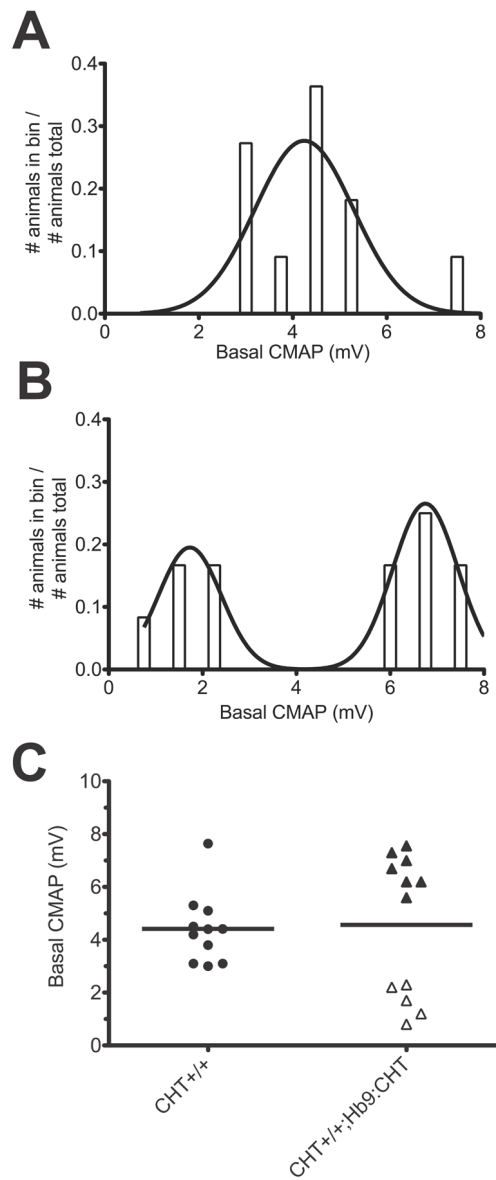 A
# animals in bin /
# animals total
0.4
0.3
0.2
0.1
0.0
0 2 4 6 8
Basal CMAP (mV)
B
# animals in bin /
# animals total
0.4
0.3
0.2
0.1
0.0
0 2 4 6 8
Basal CMAP (mV)
C
Basal CMAP (mV)
10
8
6
4
2
0
CHT+/+
CHT+/+;Hb9:CHT